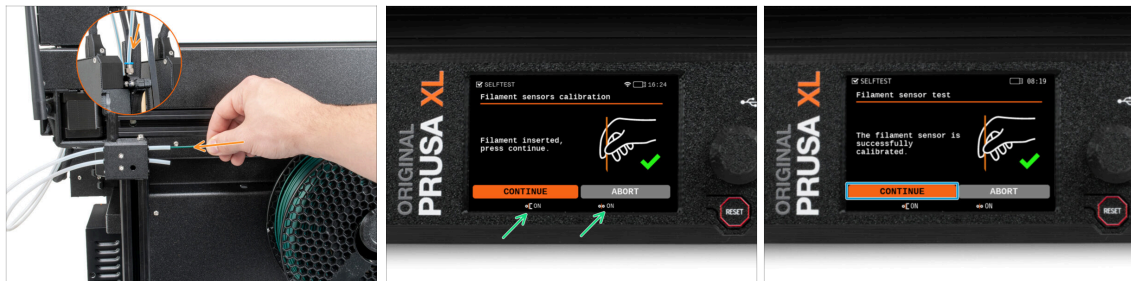 ORIGINAL
PRUSA XL
SELFTEST
16:24
Filament sensors calibration
Filament inserted,
press continue.
CONTINUE
ABORT
ON
ON
RESET
ORIGINAL
PRUSA XL
SELFTEST
08:19
Filament sensor test
The filament sensor is
successfully
calibrated.
CONTINUE
ABORT
ON
ON
RESET